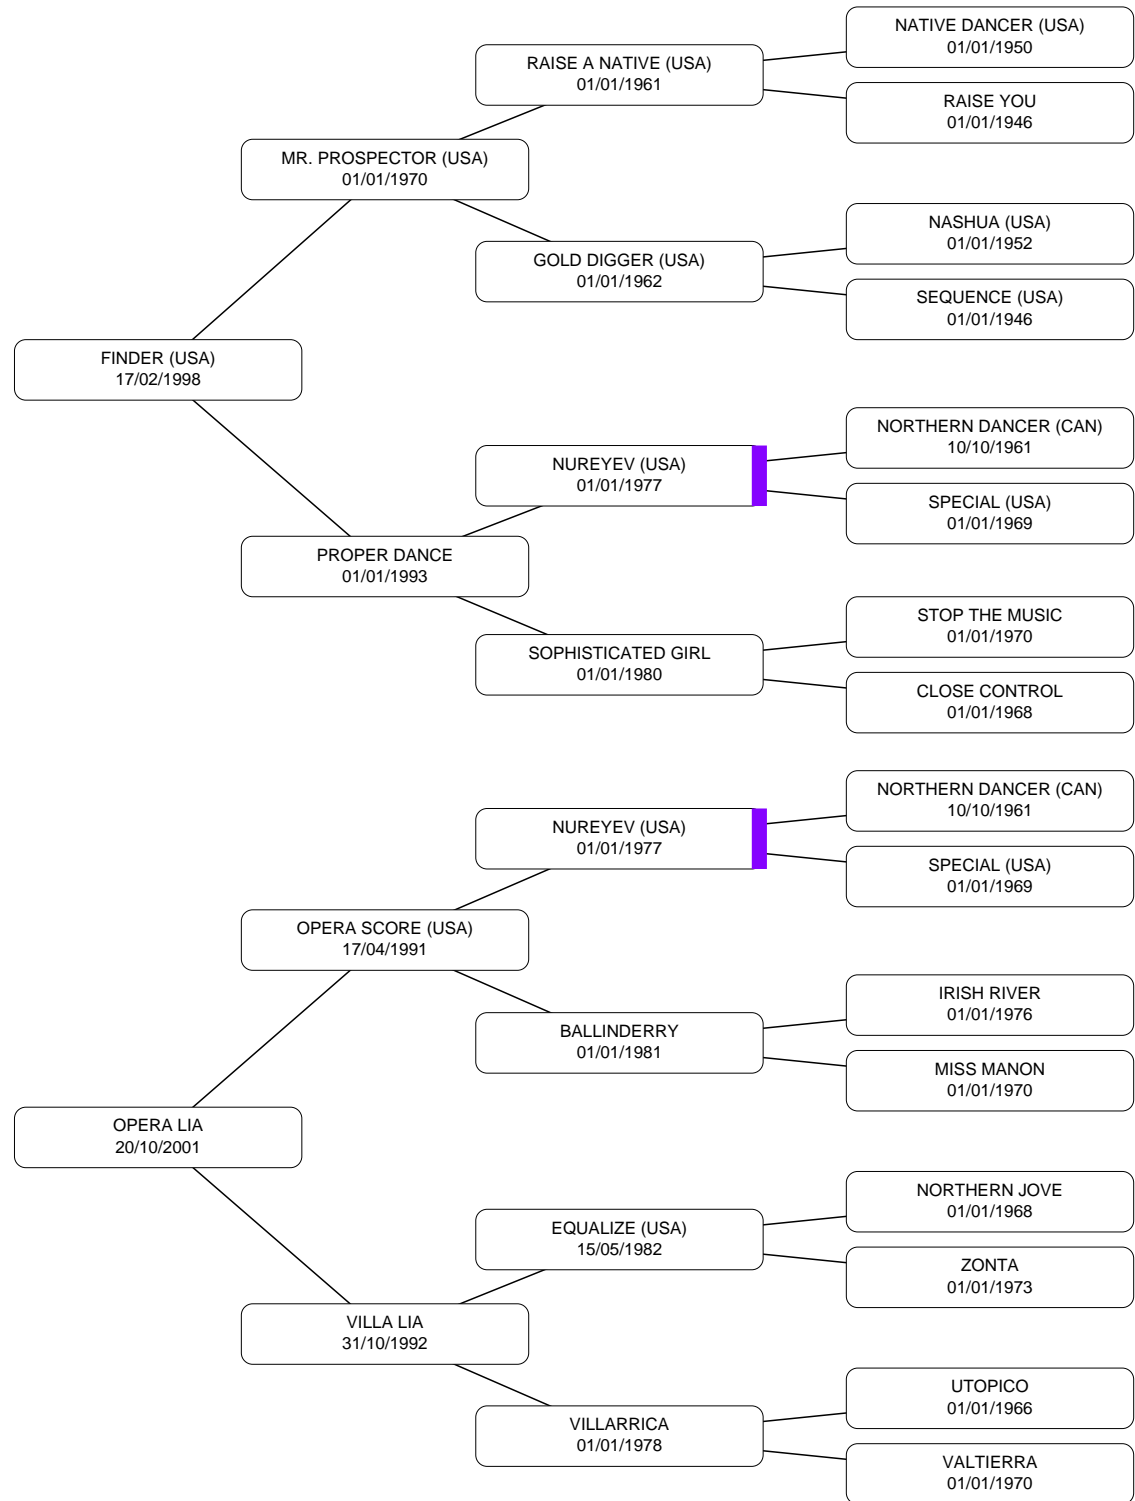 NATIVE DANCER (USA)
01/01/1950
RAISE A NATIVE (USA)
01/01/1961
RAISE YOU
01/01/1946
MR. PROSPECTOR (USA)
01/01/1970
NASHUA (USA)
01/01/1952
GOLD DIGGER (USA)
01/01/1962
SEQUENCE (USA)
01/01/1946
FINDER (USA)
17/02/1998
NORTHERN DANCER (CAN)
10/10/1961
NUREYEV (USA)
01/01/1977
SPECIAL (USA)
01/01/1969
PROPER DANCE
01/01/1993
STOP THE MUSIC
01/01/1970
SOPHISTICATED GIRL
01/01/1980
CLOSE CONTROL
01/01/1968
NORTHERN DANCER (CAN)
10/10/1961
NUREYEV (USA)
01/01/1977
SPECIAL (USA)
01/01/1969
OPERA SCORE (USA)
17/04/1991
IRISH RIVER
01/01/1976
BALLINDERRY
01/01/1981
MISS MANON
01/01/1970
OPERA LIA
20/10/2001
NORTHERN JOVE
01/01/1968
EQUALIZE (USA)
15/05/1982
ZONTA
01/01/1973
VILLA LIA
31/10/1992
UTOPICO
01/01/1966
VILLARRICA
01/01/1978
VALTIERRA
01/01/1970